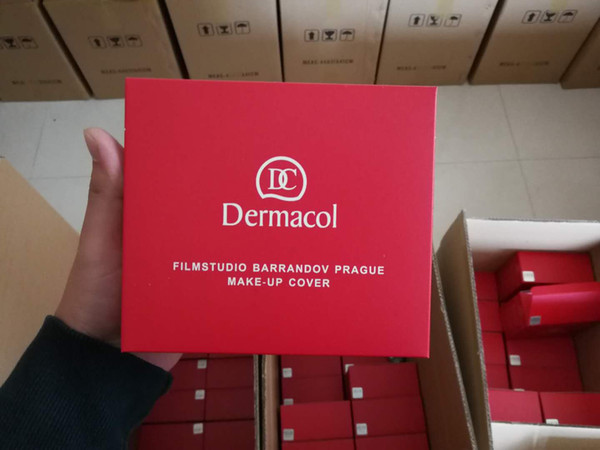 DC
Dermacol
FILMSTUDIO BARRANDOV PRAGUE
MAKE-UP COVER